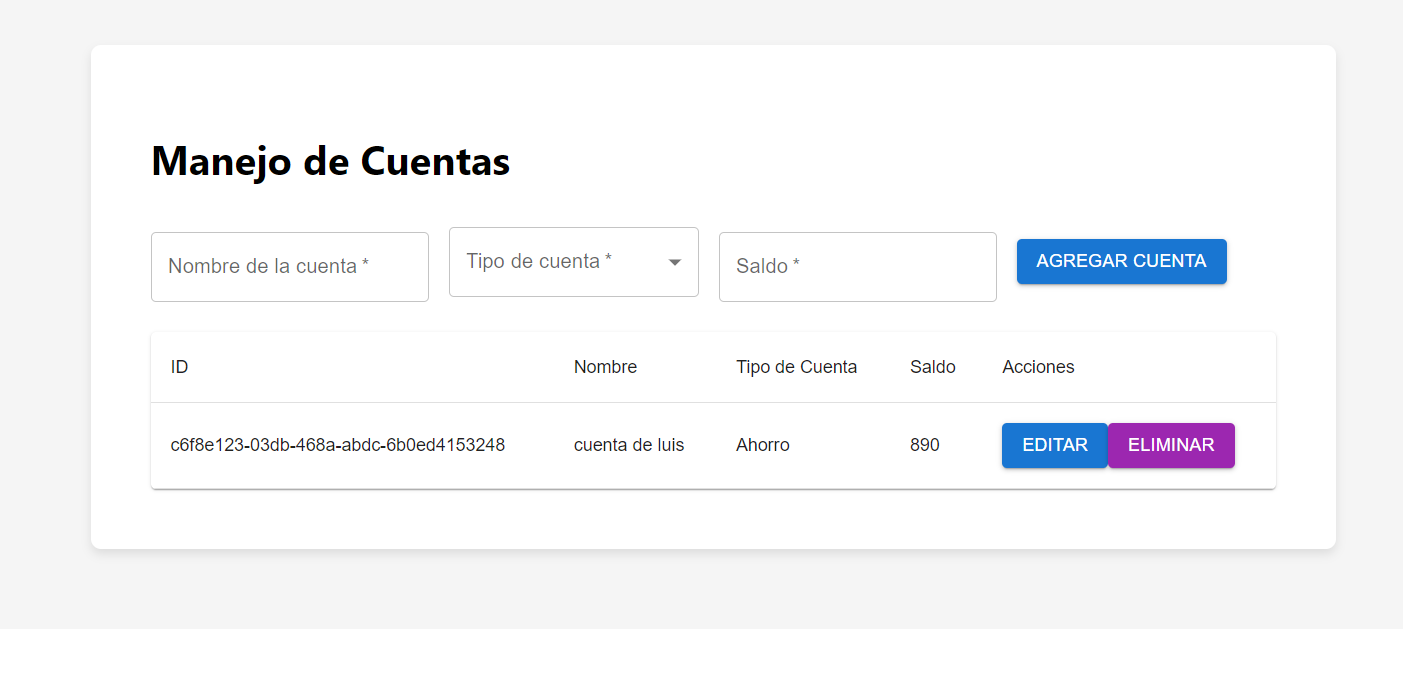 Manejo de Cuentas
Nombre de la cuenta *
Tipo de cuenta *
Saldo *
AGREGAR CUENTA
ID Nombre Tipo de Cuenta Saldo Acciones
c6f8e123-03db-468a-abdc-6b0ed4153248 cuenta de luis Ahorro 890 EDITAR ELIMINAR